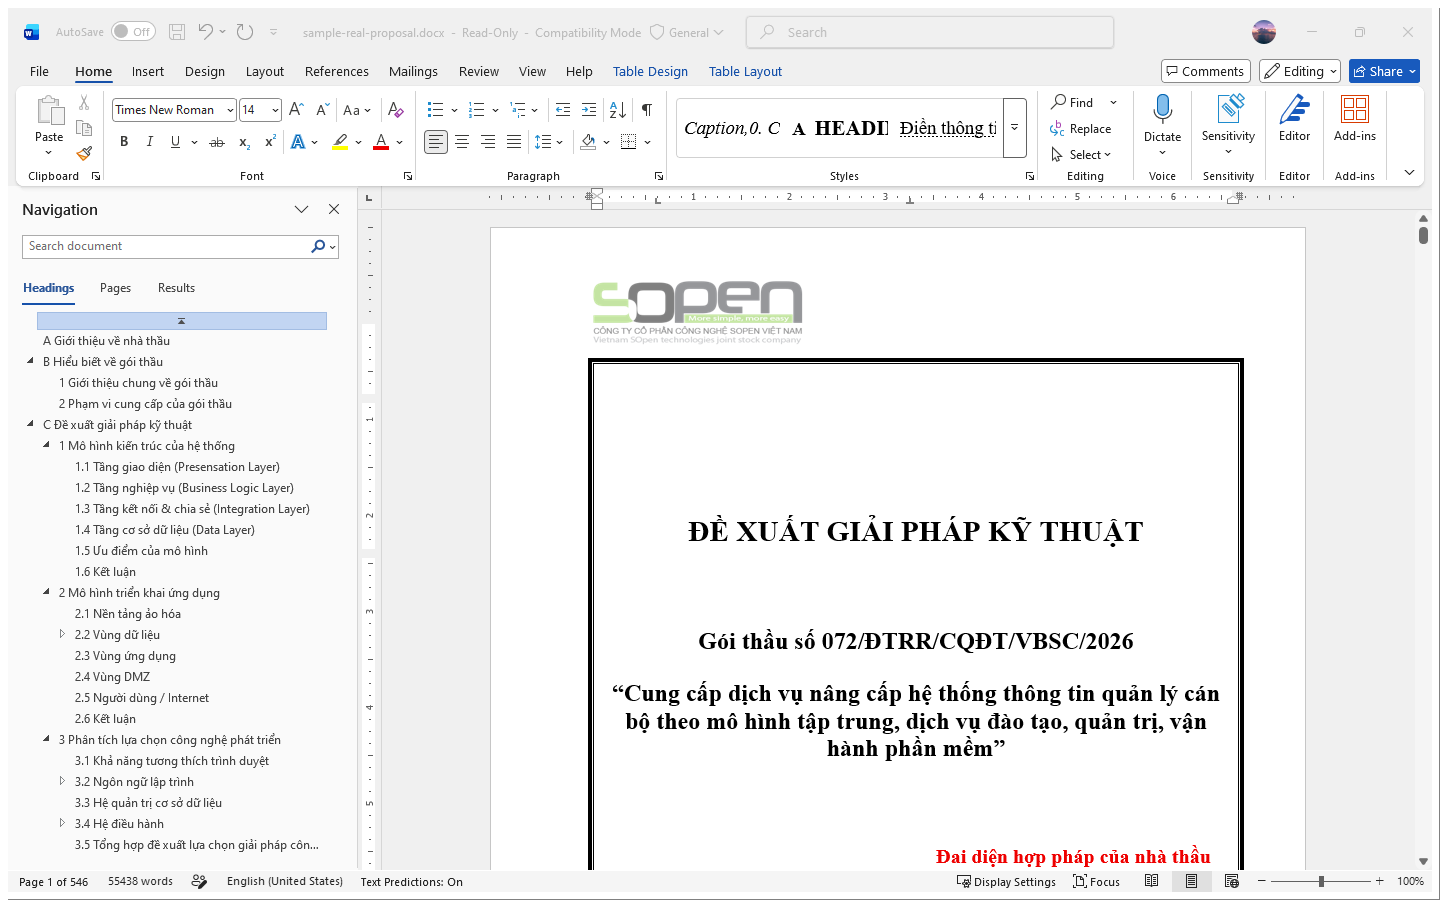 AutoSave Off sample-real-proposal.docx - Read-Only - Compatibility Mode General Search
File Home Insert Design Layout References Mailings Review View Help Table Design Table Layout Comments Editing Share
Times New Roman 14 Aa
Paste
B I U ab x₂ x² A A
Caption,0. C A HEADI Điền thông ti
Find
Replace
Select
Dictate Sensitivity Editor Add-ins
Clipboard Font Paragraph Styles Editing Voice Sensitivity Editor Add-ins
Navigation
Search document
Headings Pages Results
A Giới thiệu về nhà thầu
B Hiểu biết về gói thầu
1 Giới thiệu chung về gói thầu
2 Phạm vi cung cấp của gói thầu
C Đề xuất giải pháp kỹ thuật
1 Mô hình kiến trúc của hệ thống
1.1 Tầng giao diện (Presensation Layer)
1.2 Tầng nghiệp vụ (Business Logic Layer)
1.3 Tầng kết nối & chia sẻ (Integration Layer)
1.4 Tầng cơ sở dữ liệu (Data Layer)
1.5 Ưu điểm của mô hình
1.6 Kết luận
2 Mô hình triển khai ứng dụng
2.1 Nền tảng ảo hóa
2.2 Vùng dữ liệu
2.3 Vùng ứng dụng
2.4 Vùng DMZ
2.5 Người dùng / Internet
2.6 Kết luận
3 Phân tích lựa chọn công nghệ phát triển
3.1 Khả năng tương thích trình duyệt
3.2 Ngôn ngữ lập trình
3.3 Hệ quản trị cơ sở dữ liệu
3.4 Hệ điều hành
3.5 Tổng hợp đề xuất lựa chọn giải pháp côn...
1 2 3 4 5 6
1
2
3
4
5
sopen
More simple, more easy
CÔNG TY CỔ PHẦN CÔNG NGHỆ SOPEN VIỆT NAM
Vietnam SOpen technologies joint stock company
ĐỀ XUẤT GIẢI PHÁP KỸ THUẬT
Gói thầu số 072/ĐTRR/CQĐT/VBSC/2026
“Cung cấp dịch vụ nâng cấp hệ thống thông tin quản lý cán
bộ theo mô hình tập trung, dịch vụ đào tạo, quản trị, vận
hành phần mềm”
Đại diện hợp pháp của nhà thầu
Page 1 of 546 55438 words English (United States) Text Predictions: On Display Settings Focus 100%